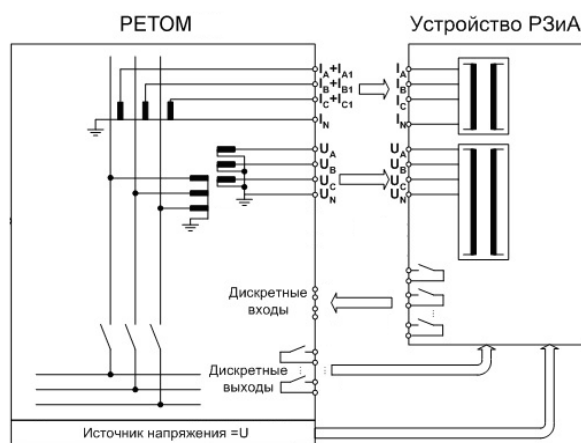 РЕТОМ
Устройство РЗиА
IA+IA1
IB+IB1
IC+IC1
IN
UA
UB
UC
UN
IA
IB
IC
IN
UA
UB
UC
UN
Дискретные
входы
Дискретные
выходы
Источник напряжения =U